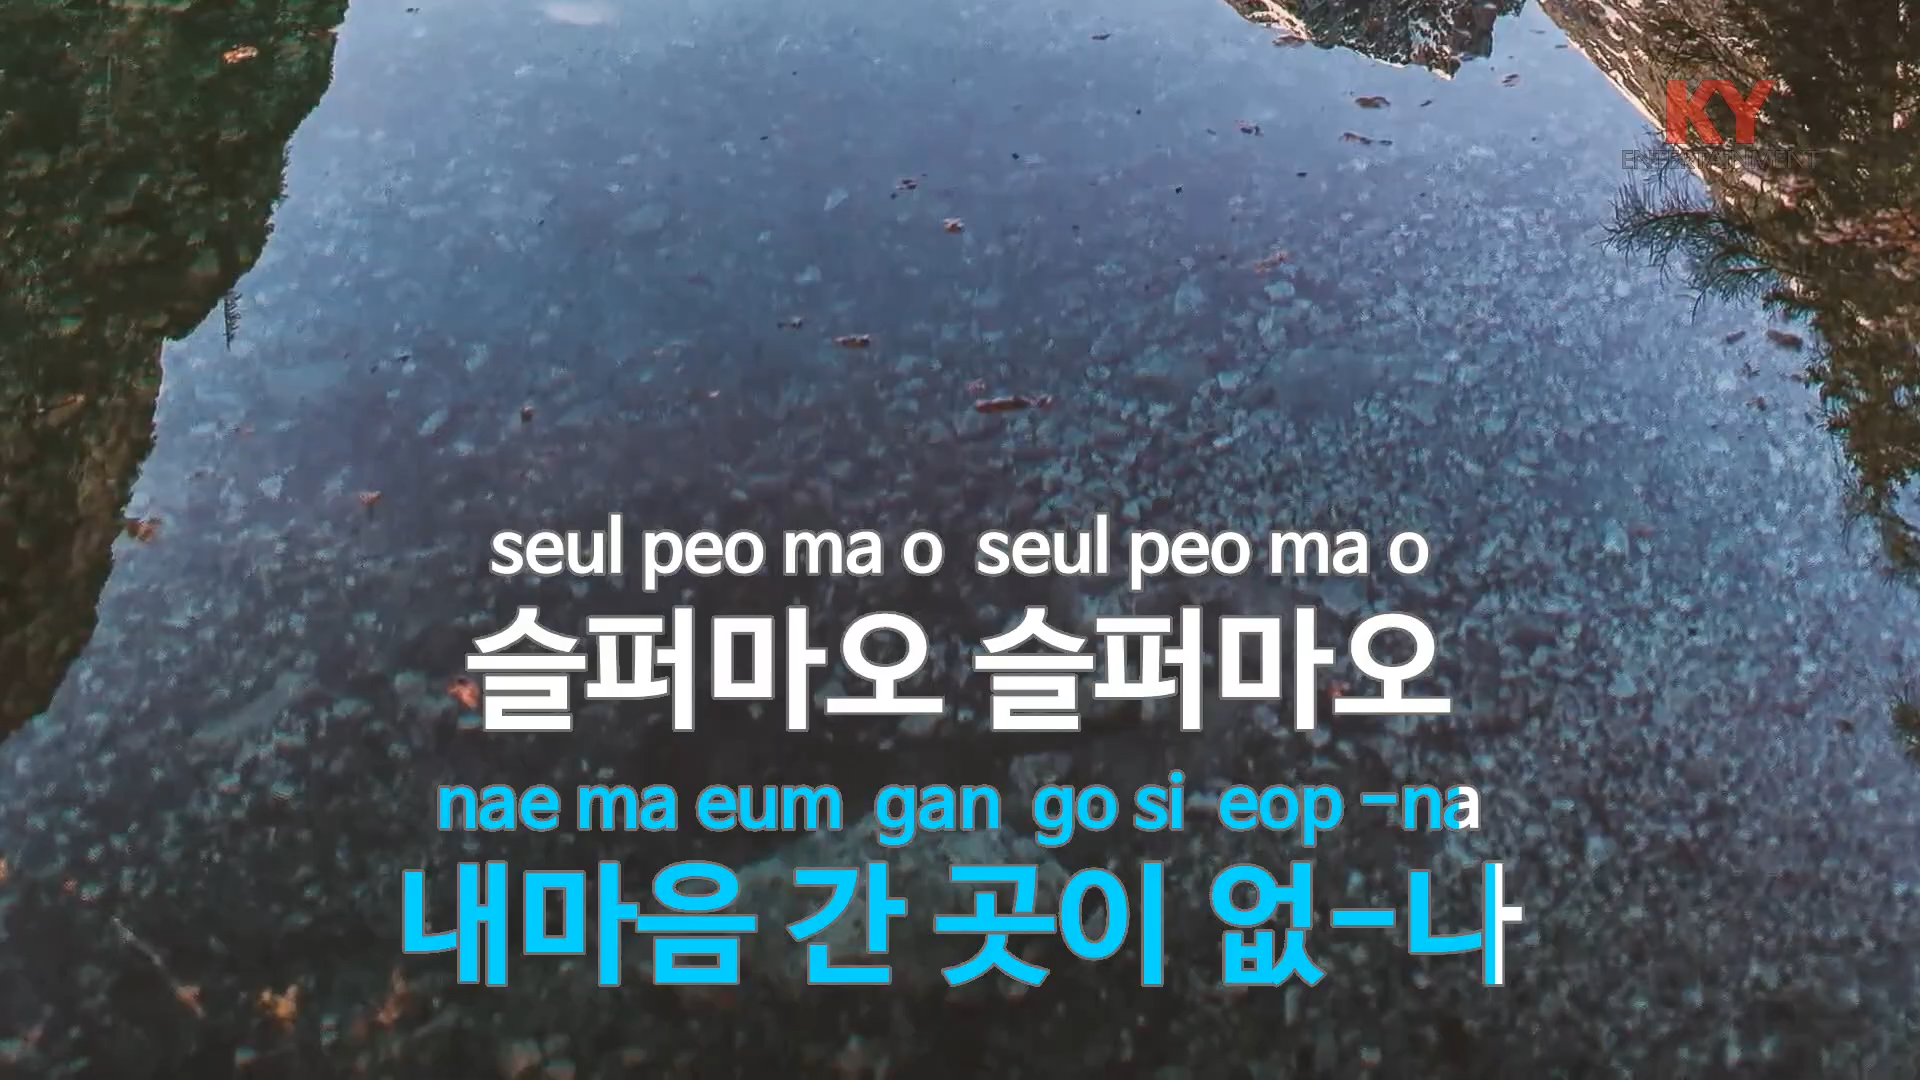 KY
ENTERTAINMENT
seul peo ma o seul peo ma o
슬퍼마오 슬퍼마오
nae ma eum gan go si eop -na
내마음 간 곳이 없-나